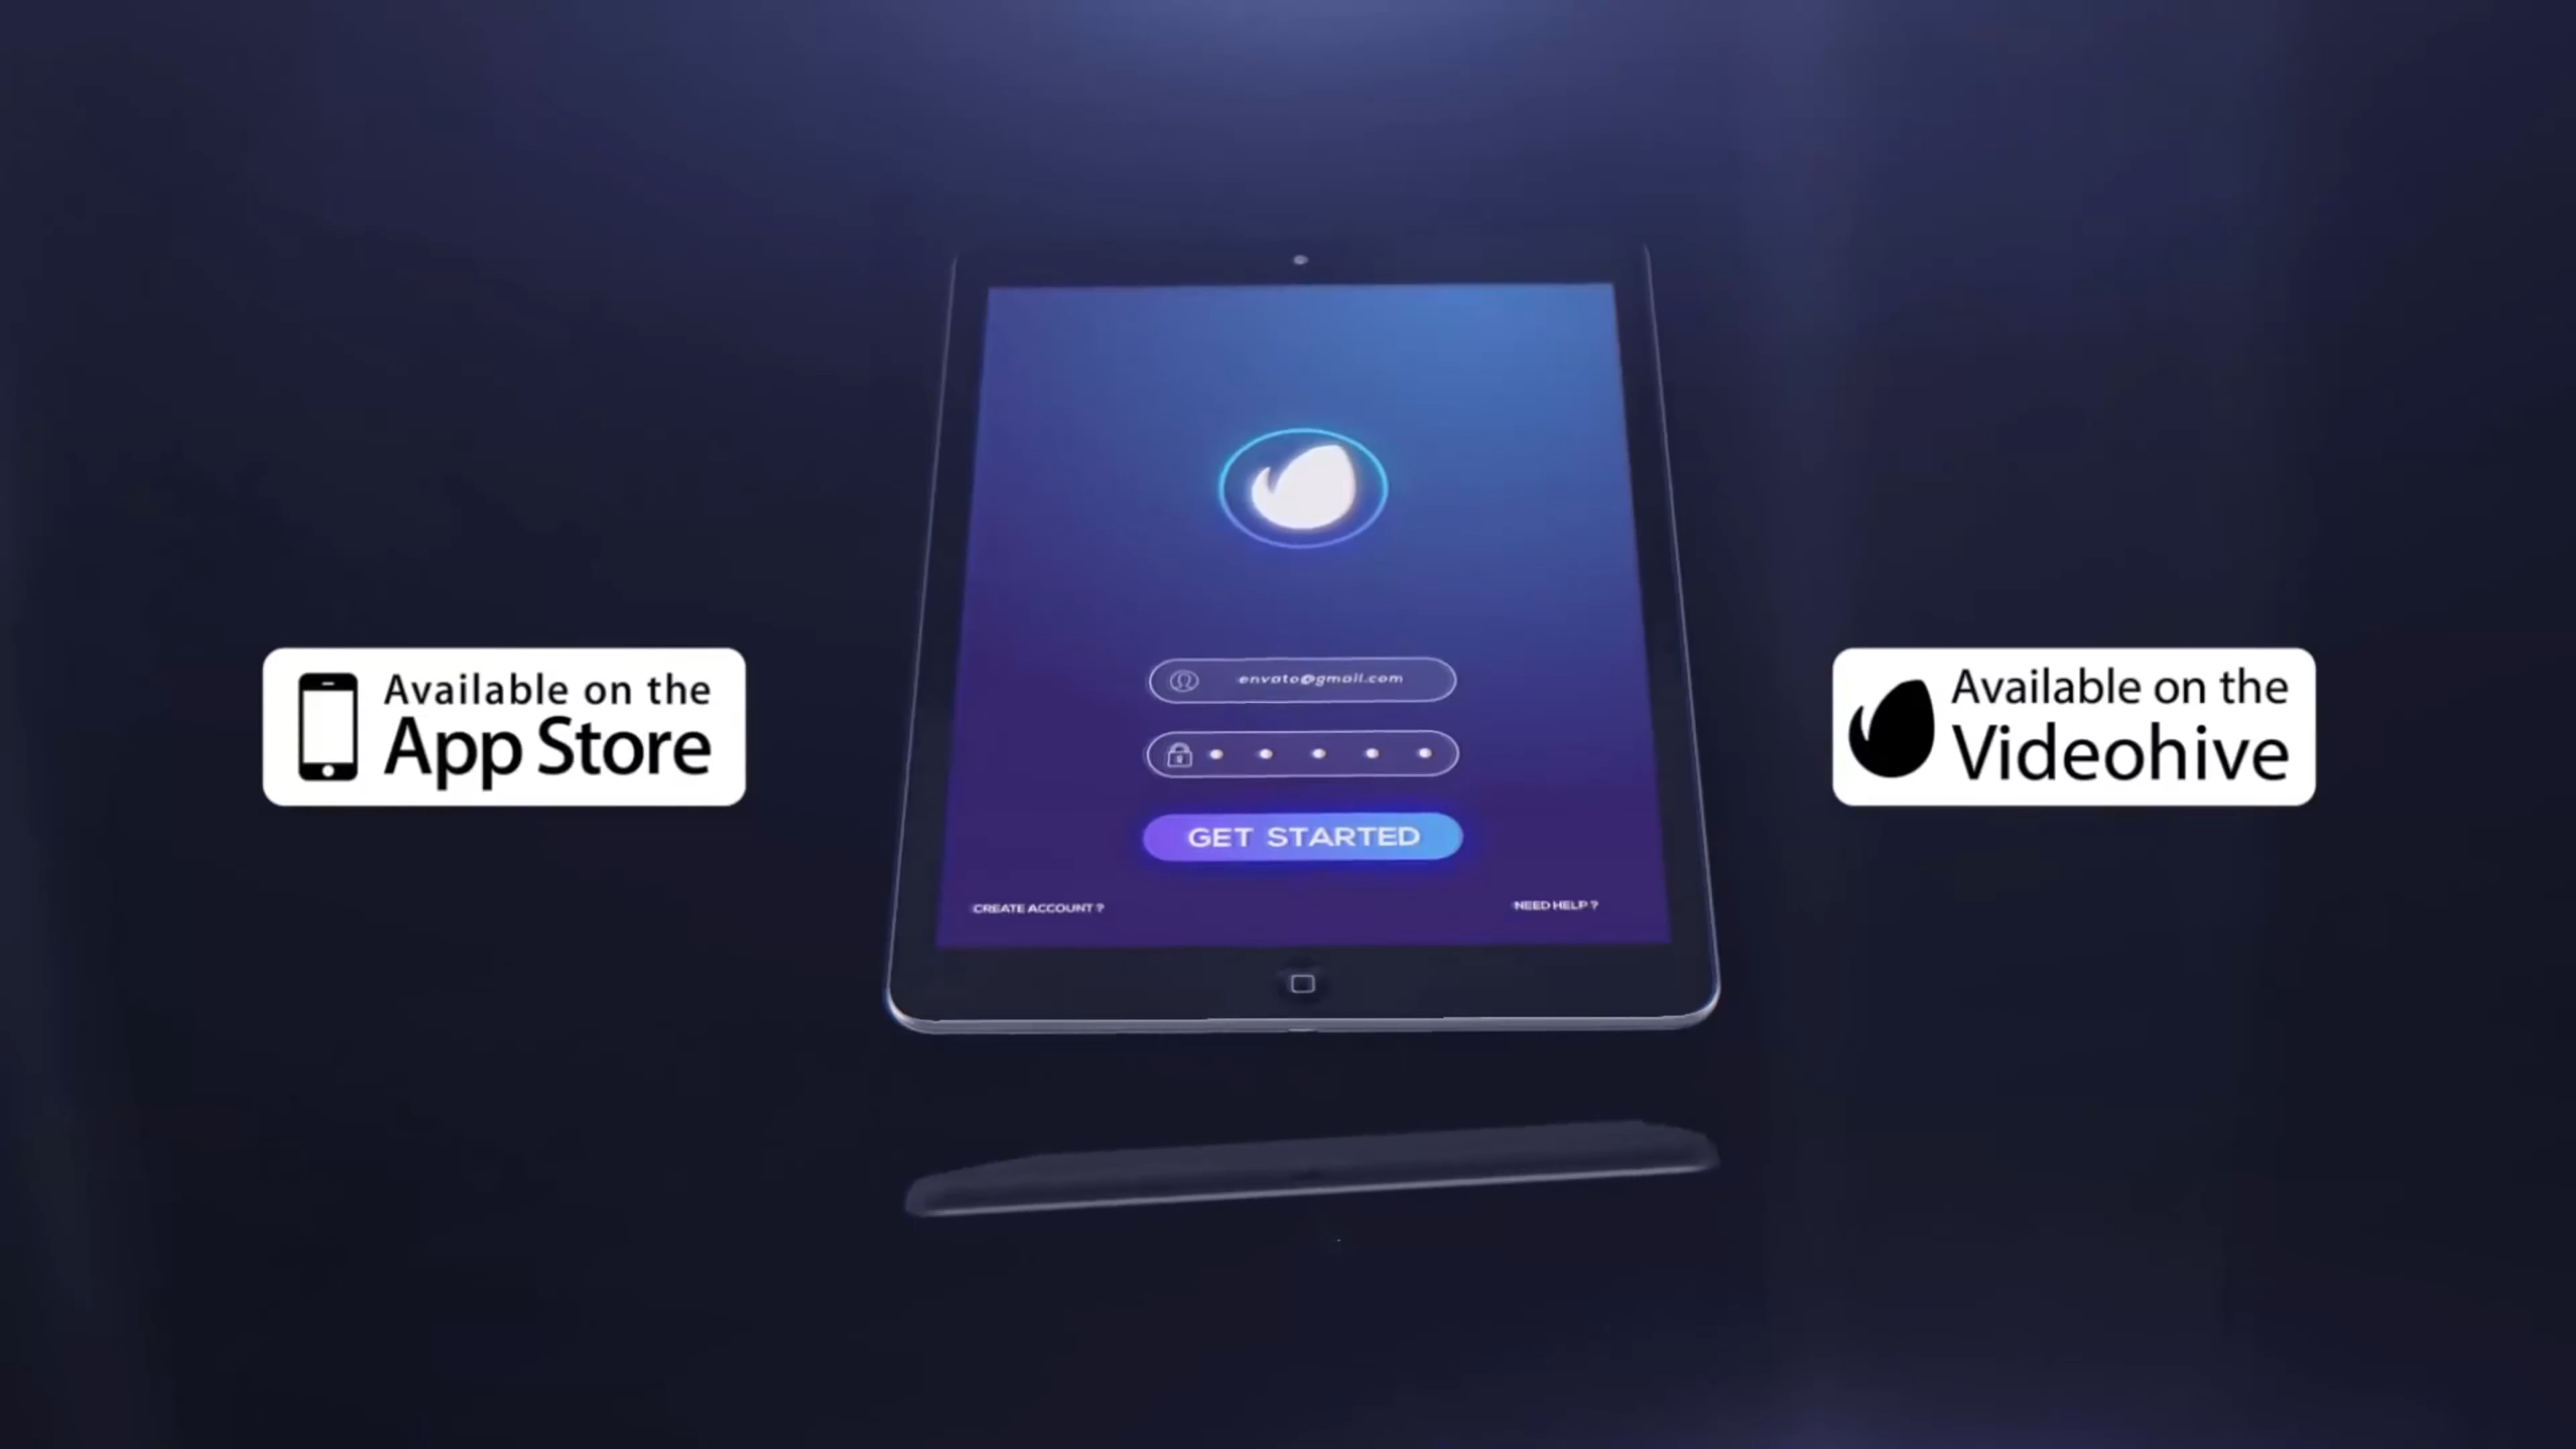 Available on the
App Store
envato@gmail.com
GET STARTED
CREATE ACCOUNT ?
NEED HELP ?
Available on the
Videohive